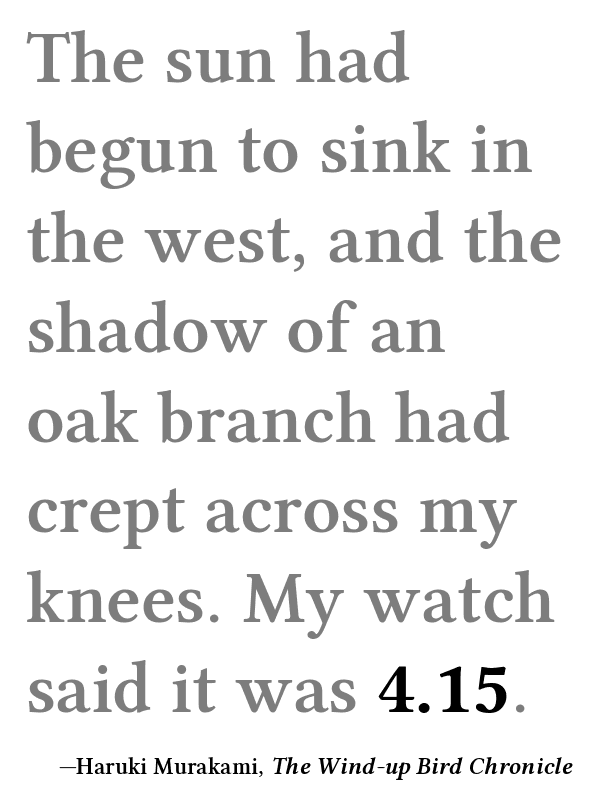 The sun had
begun to sink in
the west, and the
shadow of an
oak branch had
crept across my
knees. My watch
said it was 4.15.
—Haruki Murakami, The Wind-up Bird Chronicle